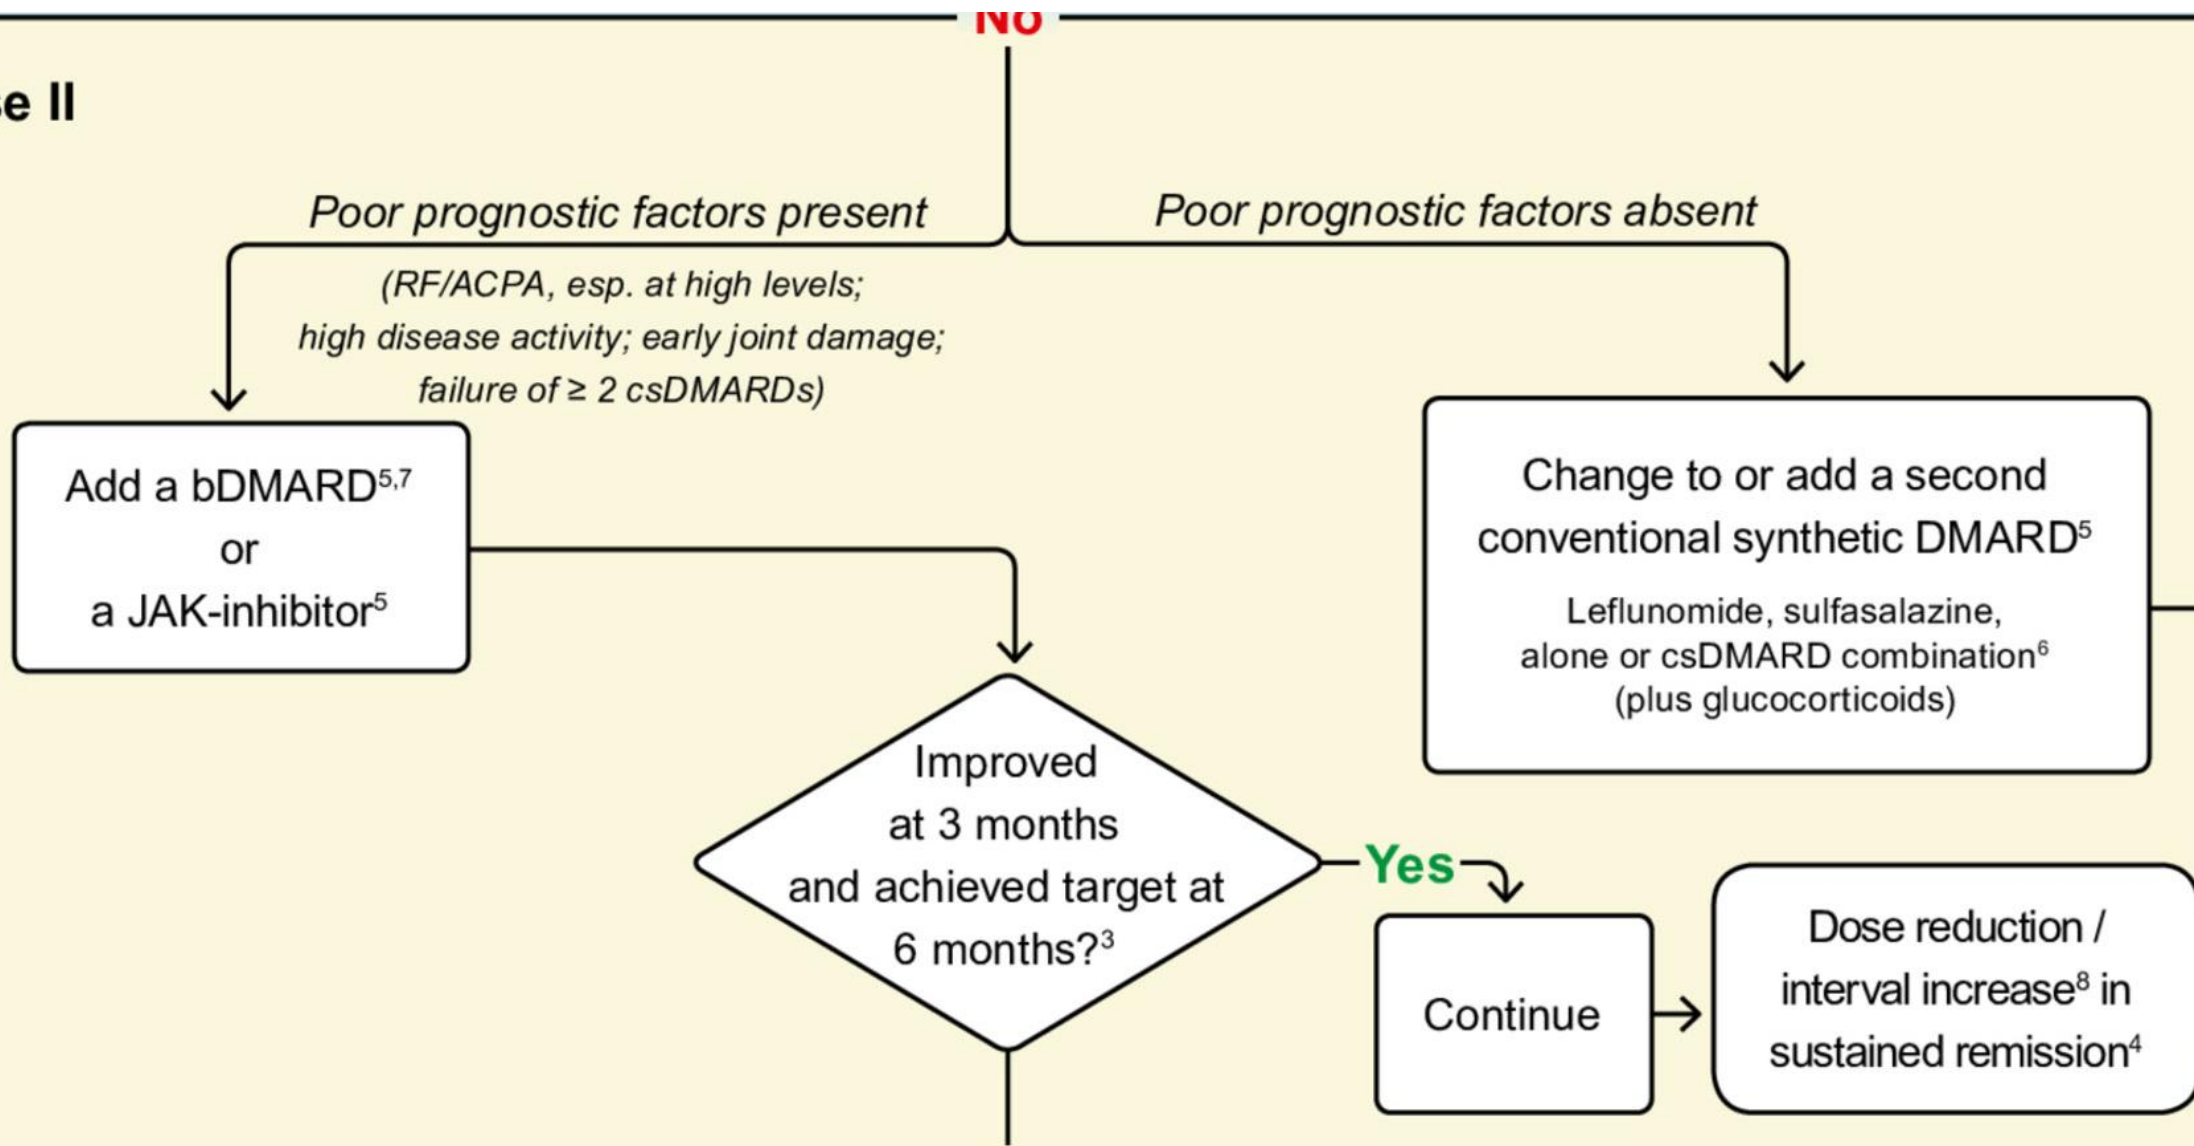 No
e II
Poor prognostic factors present
Poor prognostic factors absent
(RF/ACPA, esp. at high levels;
high disease activity; early joint damage;
failure of ≥ 2 csDMARDs)
Add a bDMARD⁵,⁷
or
a JAK-inhibitor⁵
Change to or add a second
conventional synthetic DMARD⁵
Leflunomide, sulfasalazine,
alone or csDMARD combination⁶
(plus glucocorticoids)
Improved
at 3 months
and achieved target at
6 months?³
Yes
Continue
Dose reduction /
interval increase⁸ in
sustained remission⁴